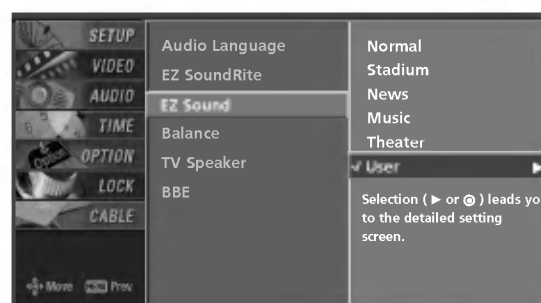 SETUP
VIDEO
AUDIO
TIME
OPTION
LOCK
CABLE
Move MENU Prev.
Audio Language
EZ SoundRite
EZ Sound
Balance
TV Speaker
BBE
Normal
Stadium
News
Music
Theater
✓ User ▶
Selection ( ▶ or ◎ ) leads yo
to the detailed setting
screen.